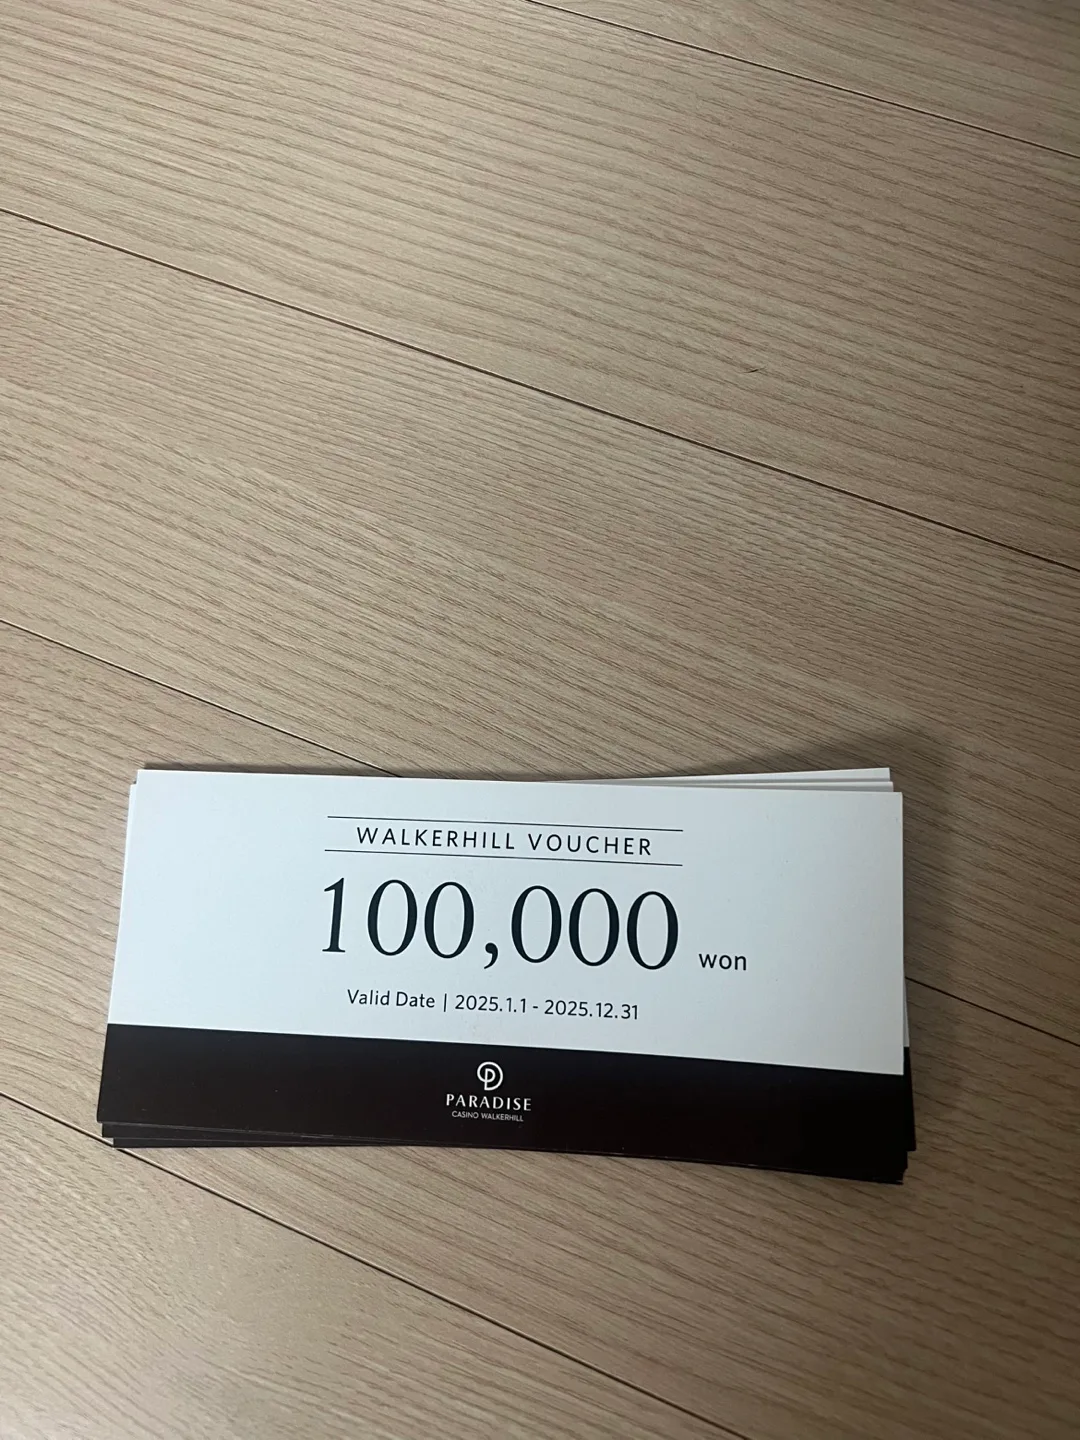 WALKERHILL VOUCHER
100,000 won
Valid Date | 2025.1.1 - 2025.12.31
PARADISE
CASINO WALKERHILL